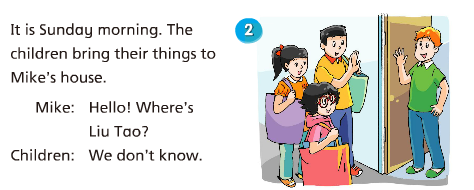 It is Sunday morning. The
children bring their things to
Mike's house.
Mike: Hello! Where's
Liu Tao?
Children: We don't know.
2